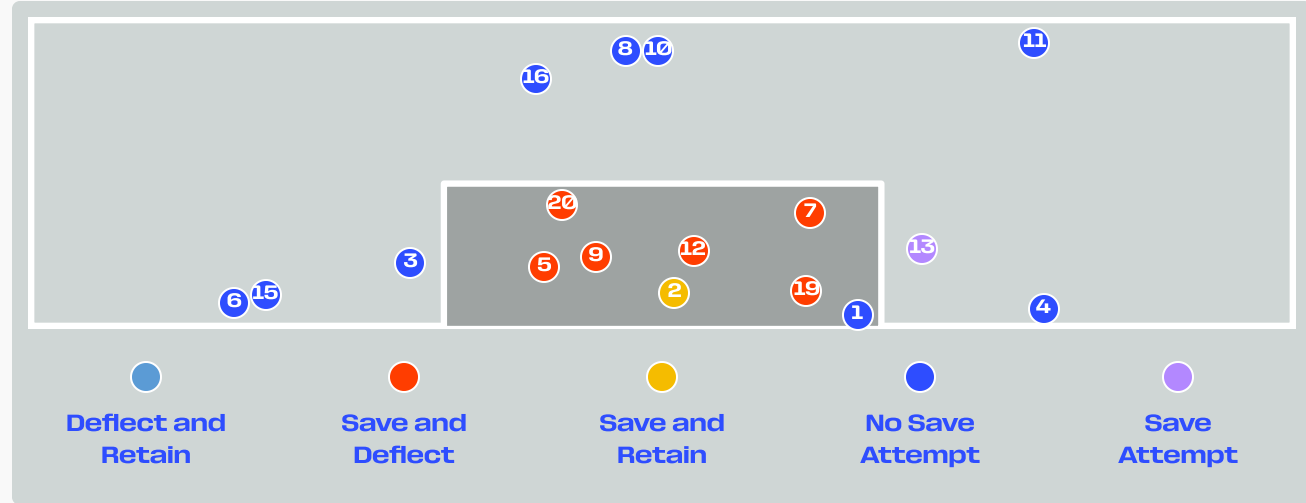 11
8 10
16
20
7
13
12
9
3
5
2
19
15
6
4
1
Deflect and
Retain
Save and
Deflect
Save and
Retain
No Save
Attempt
Save
Attempt